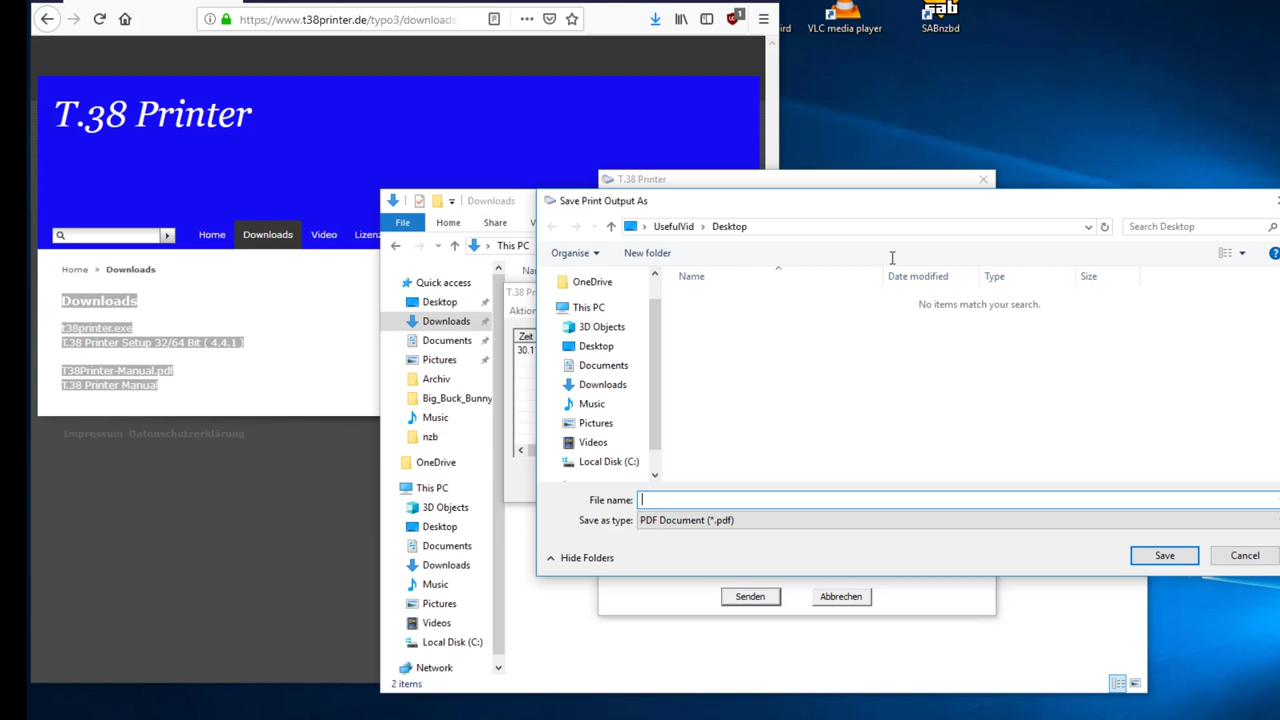 https://www.t38printer.de/typo3/downloads
1
VLC media player
SABnzbd
T.38 Printer
Home Downloads Video
Home > Downloads
Downloads
t38printer.exe
T.38 Printer Setup 32/64 Bit ( 4.4.1 )
T38Printer-Manual.pdf
T.38 Printer Manual
Impressum Datenschutzerklärung
Downloads
File Home Share
This PC
Quick access
Desktop
Downloads
Documents
Pictures
Archiv
Big_Buck_Bunny
Music
nzb
OneDrive
This PC
3D Objects
Desktop
Documents
Downloads
Music
Pictures
Videos
Local Disk (C:)
Network
2 items
Zeit
T.38 Printer
Save Print Output As
UsefulVid > Desktop
Search Desktop
Organise New folder
Name Date modified Type Size
No items match your search.
OneDrive
This PC
3D Objects
Desktop
Documents
Downloads
Music
Pictures
Videos
Local Disk (C:)
File name:
Save as type: PDF Document (*.pdf)
Hide Folders
Save Cancel
Senden Abbrechen